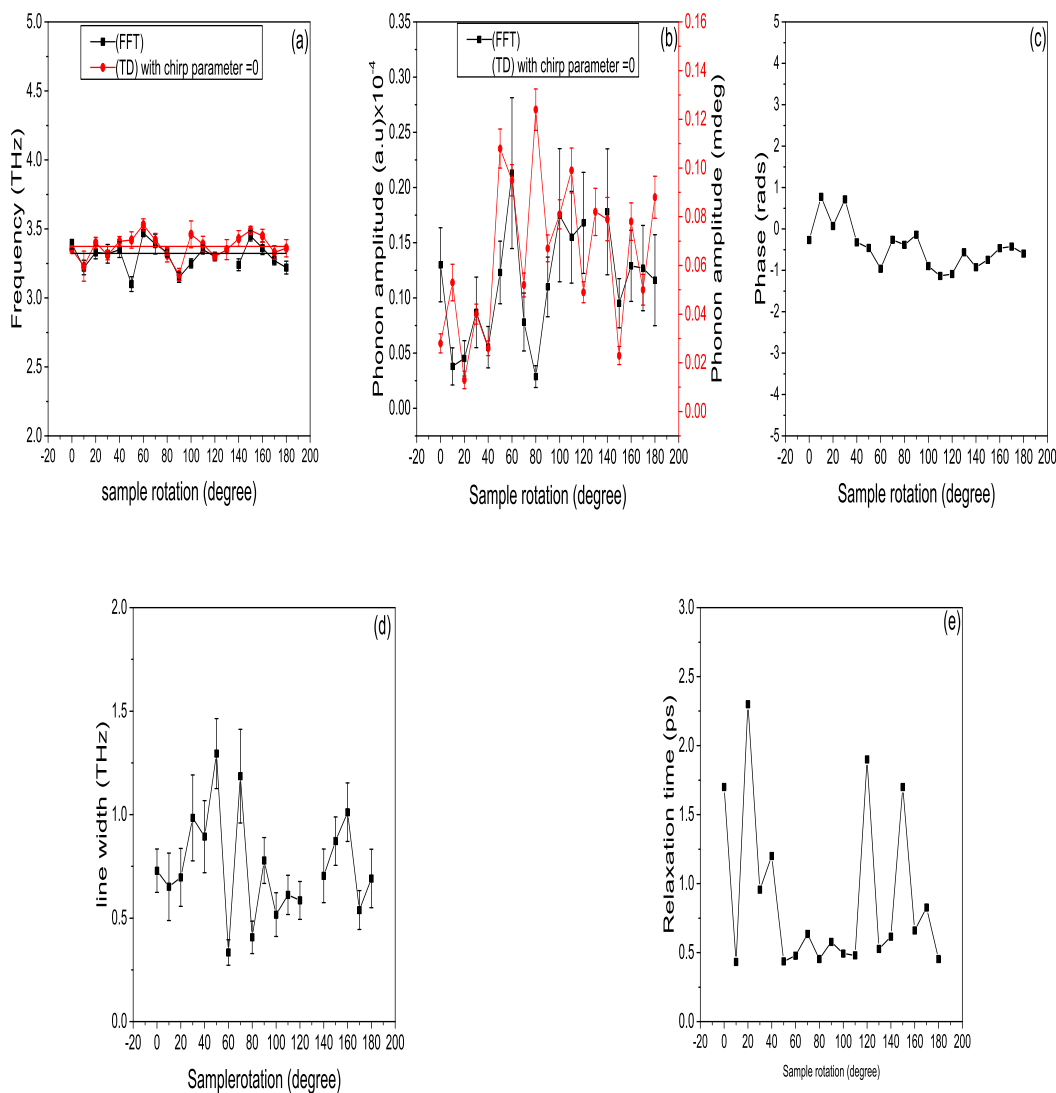 (a)
(FFT)
(TD) with chirp parameter =0
Frequency (THz)
5.0
4.5
4.0
3.5
3.0
2.5
2.0
-20 0 20 40 60 80 100 120 140 160 180 200
sample rotation (degree)
(b)
(FFT)
(TD) with chirp parameter =0
Phonon amplitude (a.u)x10⁻⁴
0.35
0.30
0.25
0.20
0.15
0.10
0.05
0.00
Phonon amplitude (mdeg)
0.16
0.14
0.12
0.10
0.08
0.06
0.04
0.02
0.00
-20 0 20 40 60 80 100 120 140 160 180 200
Sample rotation (degree)
(c)
Phase (rads)
5
4
3
2
1
0
-1
-2
-3
-4
-5
-20 0 20 40 60 80 100 120 140 160 180 200
Sample rotation (degree)
(d)
line width (THz)
2.0
1.5
1.0
0.5
0.0
-20 0 20 40 60 80 100 120 140 160 180 200
Samplerotation (degree)
(e)
Relaxation time (ps)
3.0
2.5
2.0
1.5
1.0
0.5
0.0
-20 0 20 40 60 80 100 120 140 160 180 200
Sample rotation (degree)